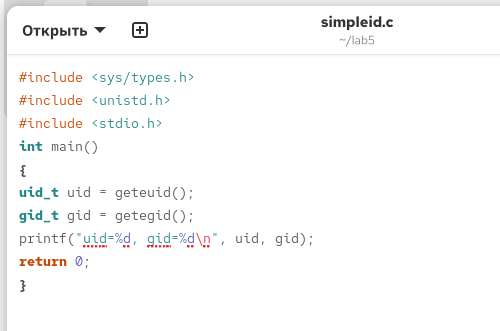 Открыть
simpleid.c
~/lab5
#include <sys/types.h>
#include <unistd.h>
#include <stdio.h>
int main()
{
uid_t uid = geteuid();
gid_t gid = getegid();
printf("uid=%d, gid=%d\n", uid, gid);
return 0;
}